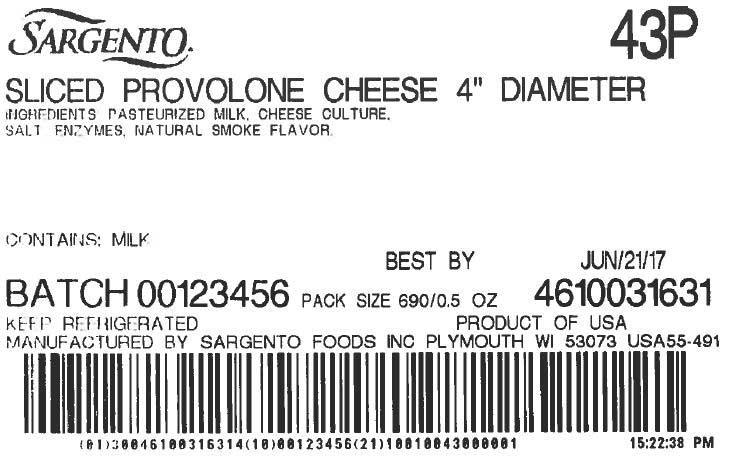 SARGENTO.
43P
SLICED PROVOLONE CHEESE 4" DIAMETER
INGREDIENTS PASTEURIZED MILK, CHEESE CULTURE,
SALT ENZYMES, NATURAL SMOKE FLAVOR.
CONTAINS: MILK
BEST BY JUN/21/17
BATCH 00123456 PACK SIZE 690/0.5 OZ 4610031631
KEEP REFRIGERATED PRODUCT OF USA
MANUFACTURED BY SARGENTO FOODS INC PLYMOUTH WI 53073 USA55-491
(01)30046100316314(10)00123456(21)10010043000001 15:22:38 PM